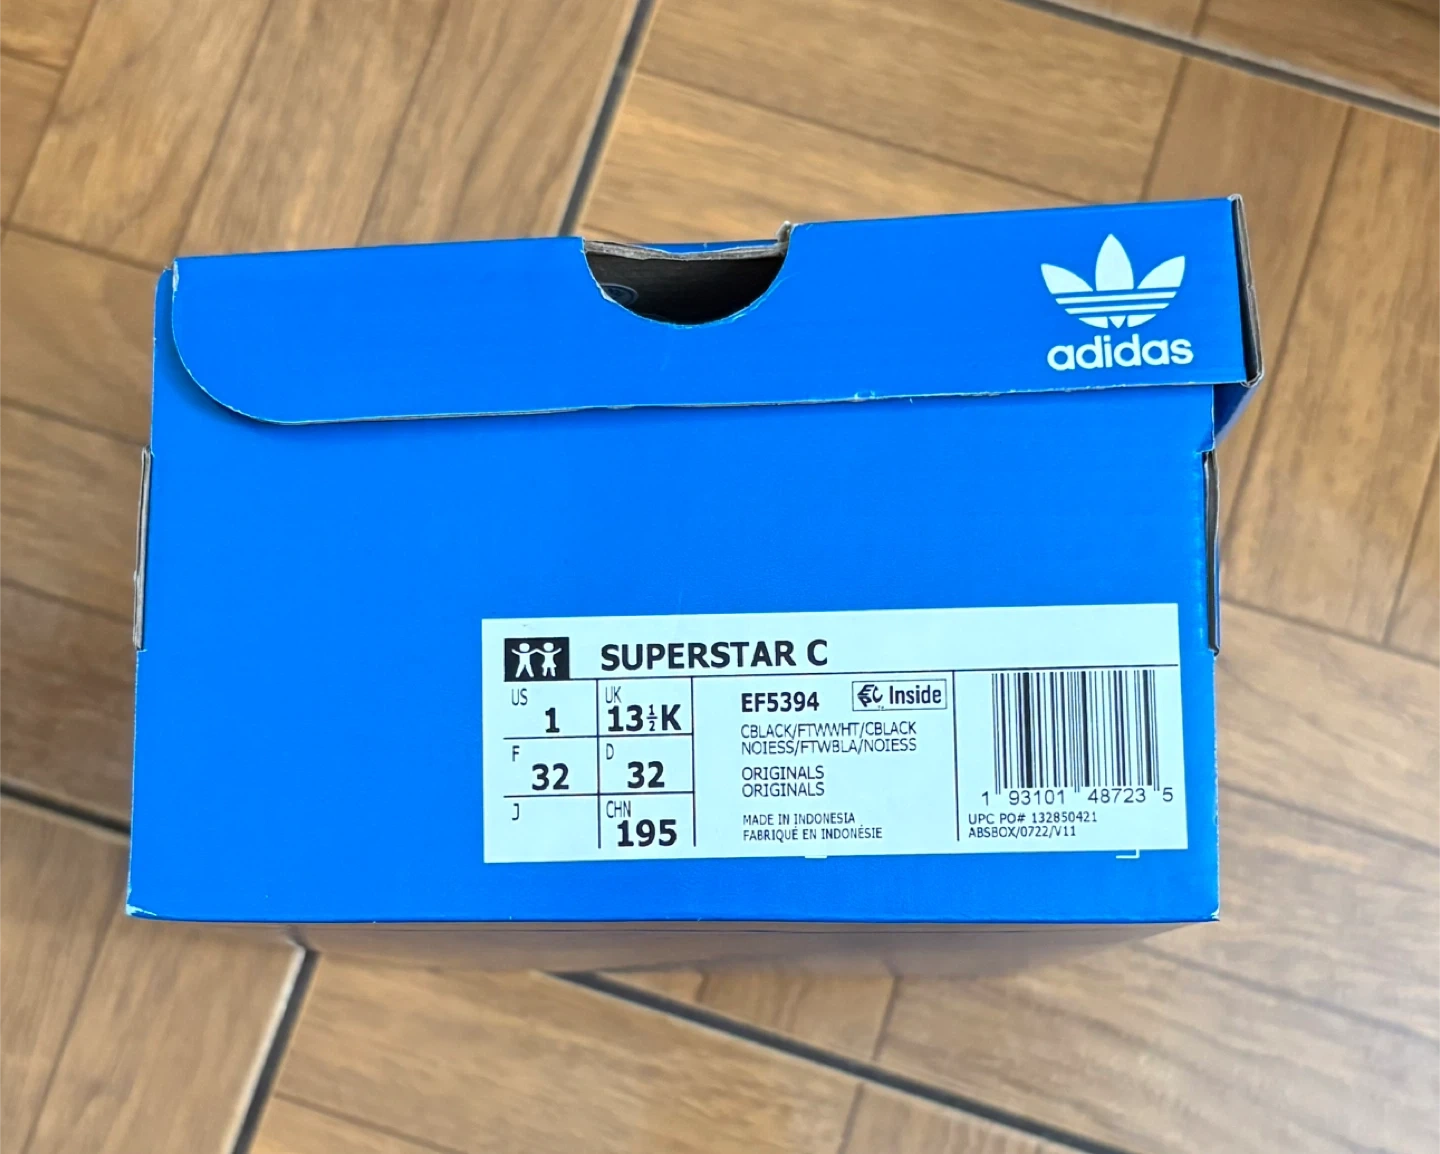 adidas
SUPERSTAR C
US 1
UK 13½K
F 32
D 32
J
CHN 195
EF5394
Inside
CBLACK/FTWWHT/CBLACK
NOIESS/FTWBLA/NOIESS
ORIGINALS
ORIGINALS
MADE IN INDONESIA
FABRIQUÉ EN INDONÉSIE
1 93101 48723 5
UPC PO# 132850421
ABSBOX/0722/V11